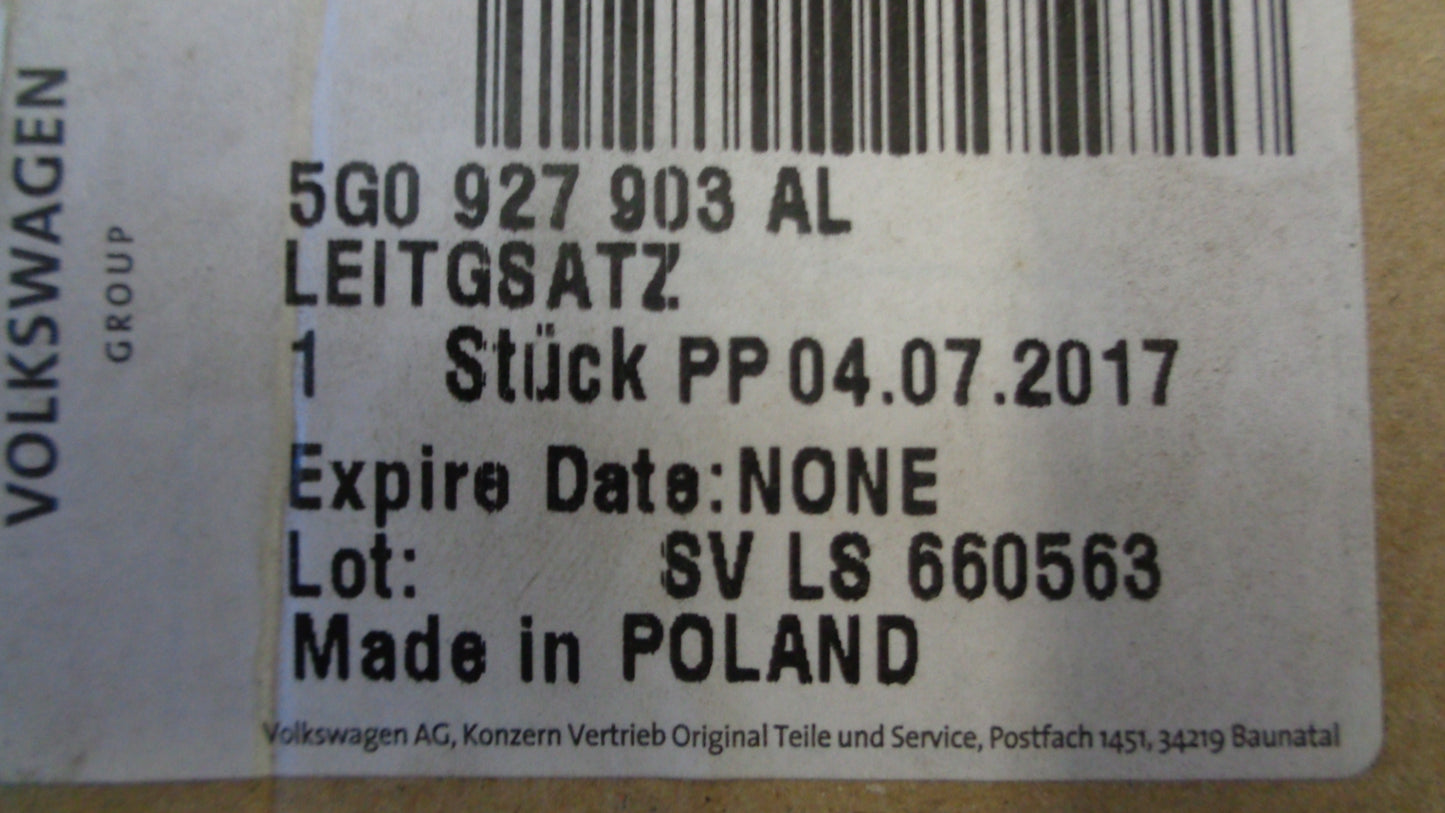 VOLKSWAGEN
GROUP
5G0 927 903 AL
LEITGSATZ
1 Stück PP 04.07.2017
Expire Date:NONE
Lot: SV LS 660563
Made in POLAND
Volkswagen AG, Konzern Vertrieb Original Teile und Service, Postfach 1451, 34219 Baunatal